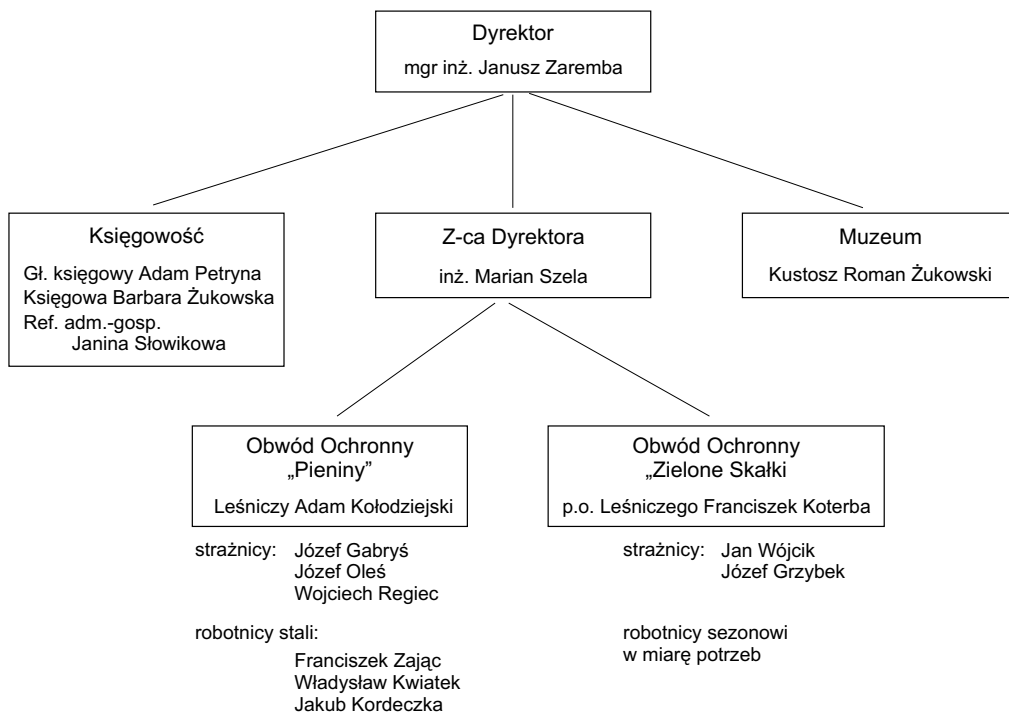 Dyrektor
mgr inż. Janusz Zaremba
Księgowość
Gł. księgowy Adam Petryna
Księgowa Barbara Żukowska
Ref. adm.-gosp.
Janina Słowikowa
Z-ca Dyrektora
inż. Marian Szela
Muzeum
Kustosz Roman Żukowski
Obwód Ochronny
„Pieniny”
Leśniczy Adam Kołodziejski
strażnicy: Józef Gabryś
Józef Oleś
Wojciech Regiec
robotnicy stali:
Franciszek Zając
Władysław Kwiatek
Jakub Kordeczka
Obwód Ochronny
„Zielone Skałki
p.o. Leśniczego Franciszek Koterba
strażnicy: Jan Wójcik
Józef Grzybek
robotnicy sezonowi
w miarę potrzeb